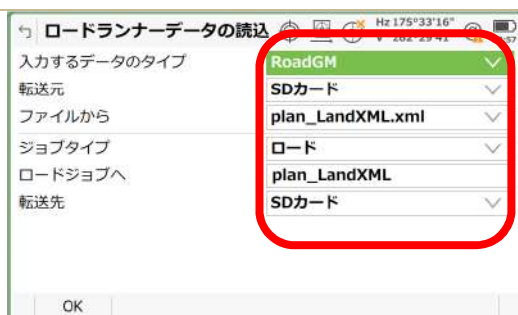 ロードランナーデータの読込 Hz 175°33'16"
入力するデータのタイプ RoadGM
転送元 SDカード
ファイルから plan_LandXML.xml
ジョブタイプ ロード
ロードジョブへ plan_LandXML
転送先 SDカード
OK